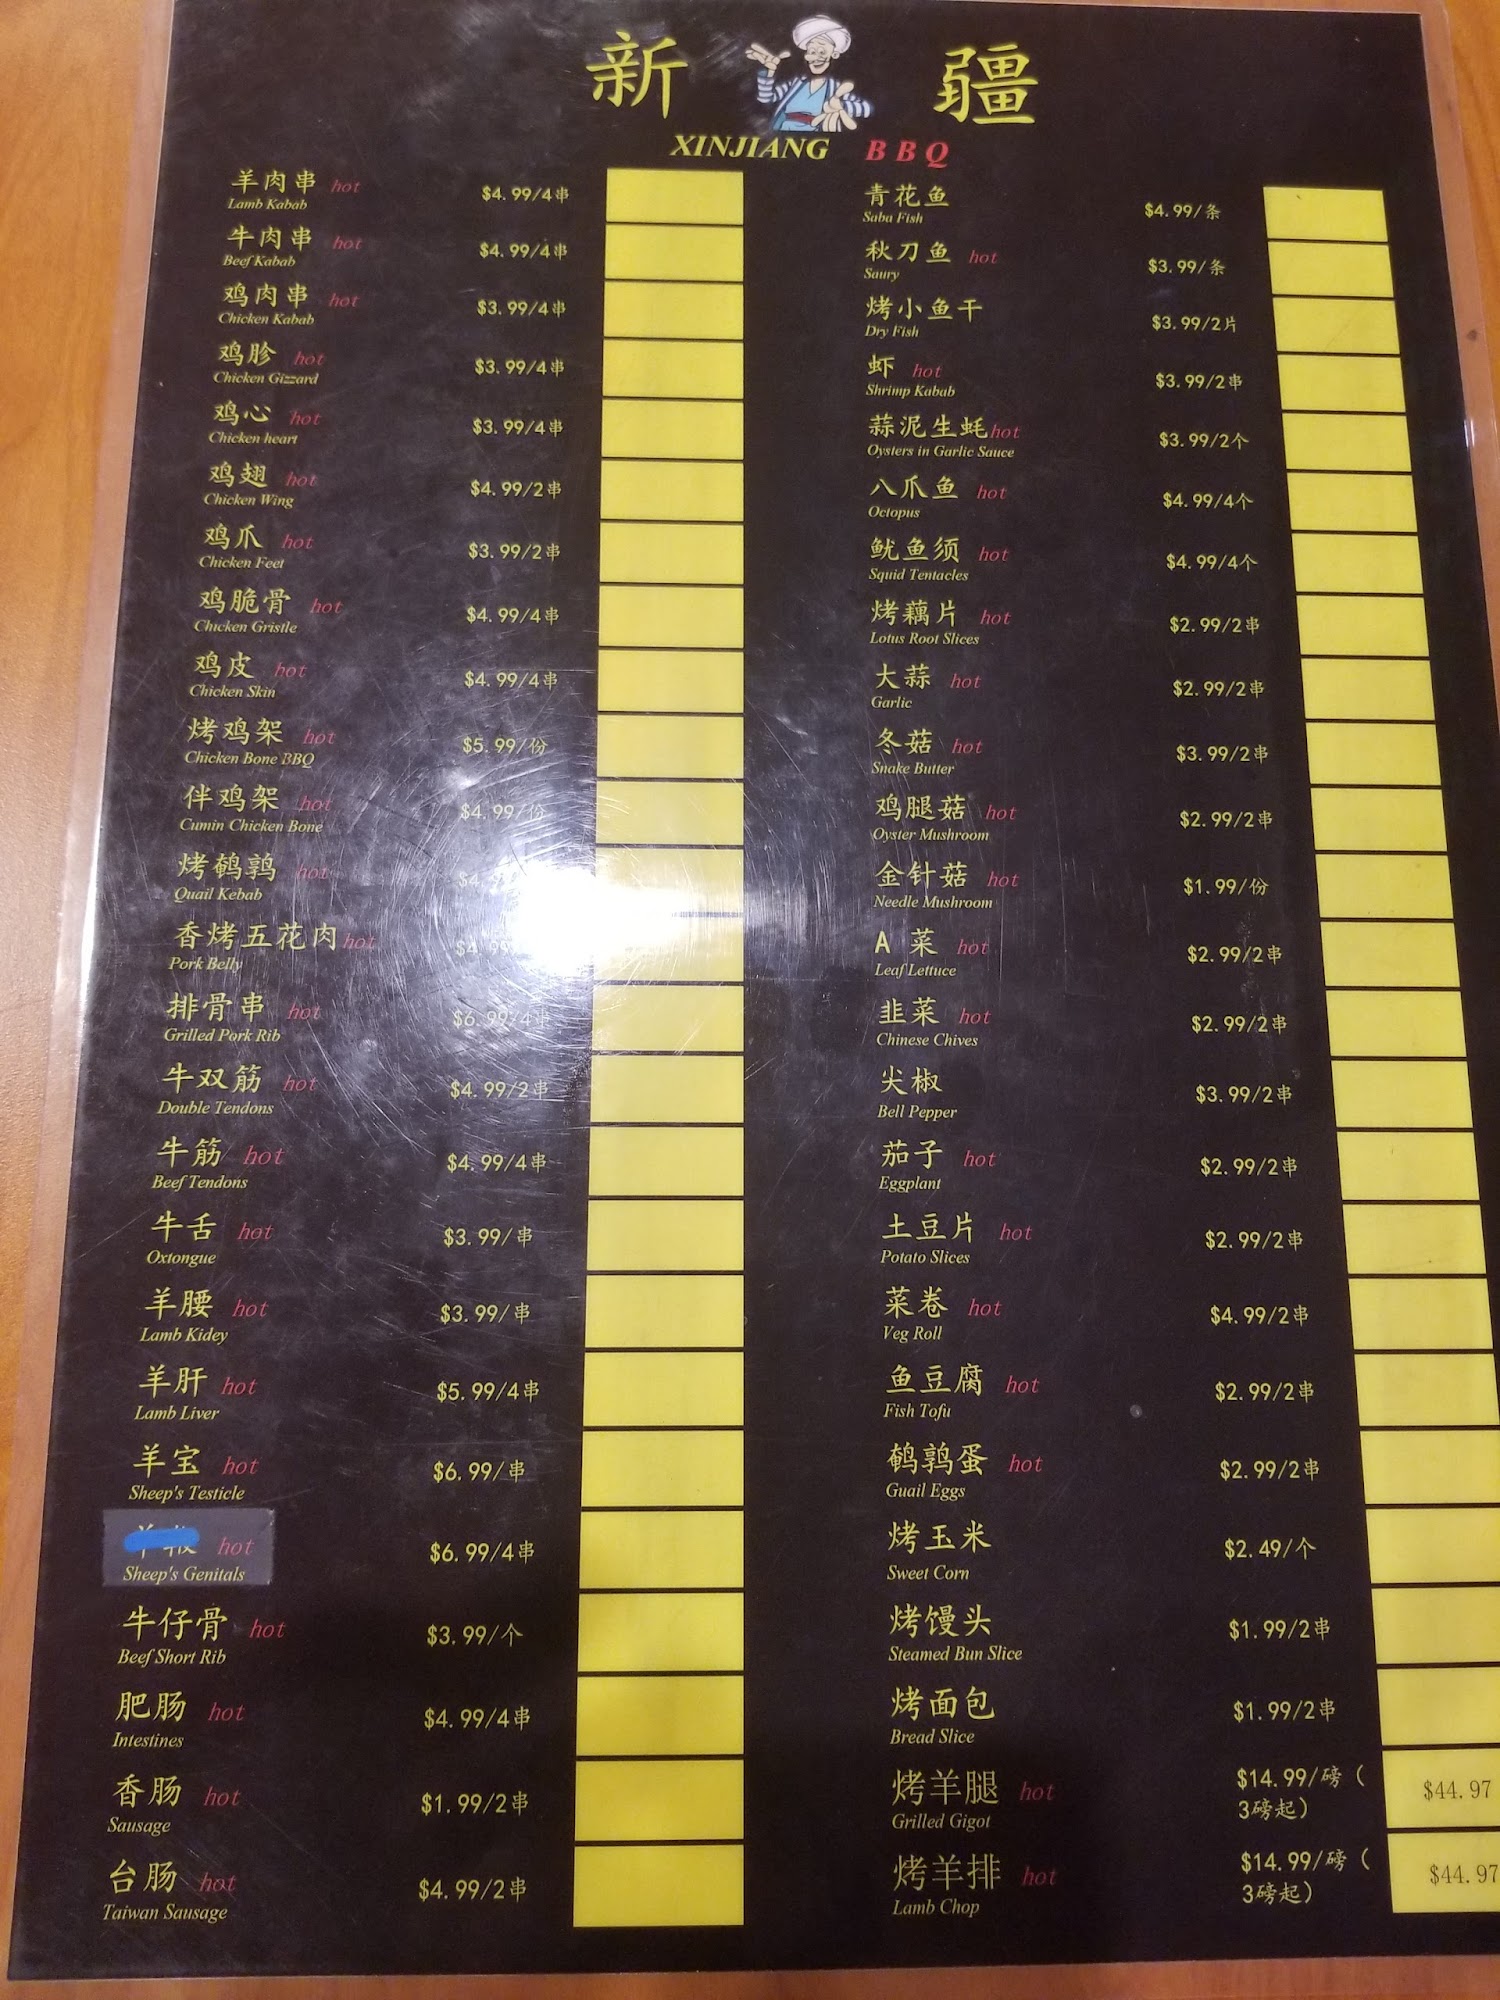 新 疆
XINJIANG BBQ
羊肉串 hot $4.99/4串
Lamb Kabab
牛肉串 hot $4.99/4串
Beef Kabab
鸡肉串 hot $3.99/4串
Chicken Kabab
鸡胗 hot $3.99/4串
Chicken Gizzard
鸡心 hot $3.99/4串
Chicken heart
鸡翅 hot $4.99/2串
Chicken Wing
鸡爪 hot $3.99/2串
Chicken Feet
鸡脆骨 hot $4.99/4串
Chicken Gristle
鸡皮 hot $4.99/4串
Chicken Skin
烤鸡架 hot $5.99/份
Chicken Bone BBQ
伴鸡架 hot $4.99/份
Cumin Chicken Bone
烤鹌鹑 hot
Quail Kebab
香烤五花肉 hot
Pork Belly
排骨串 hot $6.99/4串
Grilled Pork Rib
牛双筋 hot $4.99/2串
Double Tendons
牛筋 hot $4.99/4串
Beef Tendons
牛舌 hot $3.99/串
Oxtongue
羊腰 hot $3.99/串
Lamb Kidey
羊肝 hot $5.99/4串
Lamb Liver
羊宝 hot $6.99/串
Sheep's Testicle
hot $6.99/4串
Sheep's Genitals
牛仔骨 hot $3.99/个
Beef Short Rib
肥肠 hot $4.99/4串
Intestines
香肠 hot $1.99/2串
Sausage
台肠 hot $4.99/2串
Taiwan Sausage
青花鱼 $4.99/条
Saba Fish
秋刀鱼 hot $3.99/条
Saury
烤小鱼干 $3.99/2片
Dry Fish
虾 hot $3.99/2串
Shrimp Kabab
蒜泥生蚝 hot $3.99/2个
Oysters in Garlic Sauce
八爪鱼 hot $4.99/4个
Octopus
鱿鱼须 hot $4.99/4个
Squid Tentacles
烤藕片 hot $2.99/2串
Lotus Root Slices
大蒜 hot $2.99/2串
Garlic
冬菇 hot $3.99/2串
Snake Butter
鸡腿菇 hot $2.99/2串
Oyster Mushroom
金针菇 hot $1.99/份
Needle Mushroom
A 菜 hot $2.99/2串
Leaf Lettuce
韭菜 hot $2.99/2串
Chinese Chives
尖椒 $3.99/2串
Bell Pepper
茄子 hot $2.99/2串
Eggplant
土豆片 hot $2.99/2串
Potato Slices
菜卷 hot $4.99/2串
Veg Roll
鱼豆腐 hot $2.99/2串
Fish Tofu
鹌鹑蛋 hot $2.99/2串
Guail Eggs
烤玉米 $2.49/个
Sweet Corn
烤馒头 $1.99/2串
Steamed Bun Slice
烤面包 $1.99/2串
Bread Slice
烤羊腿 hot $14.99/磅（ $44.97
Grilled Gigot 3磅起）
烤羊排 hot $14.99/磅（ $44.97
Lamb Chop 3磅起）